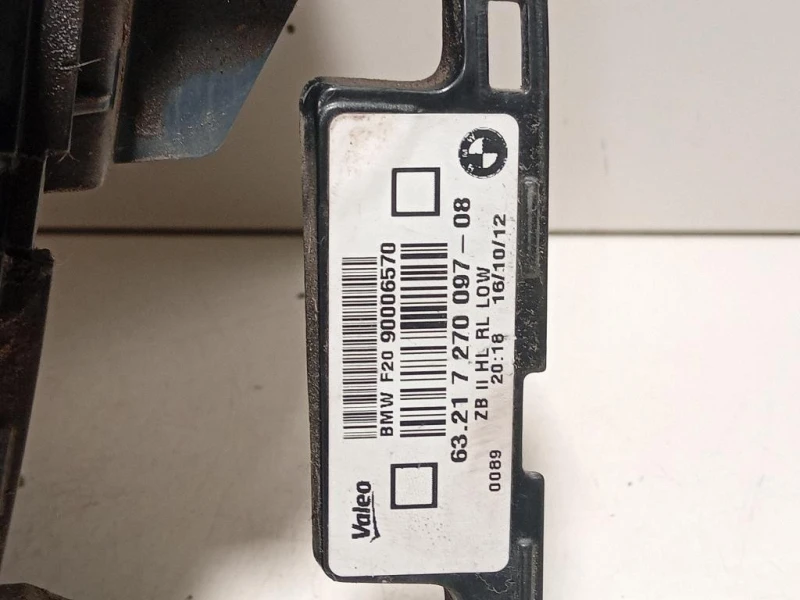 Valeo
BMW F20 90006570
63.21 7 270 097-08
ZB II HL RL LOW
0089 20:18 16/10/12
BMW